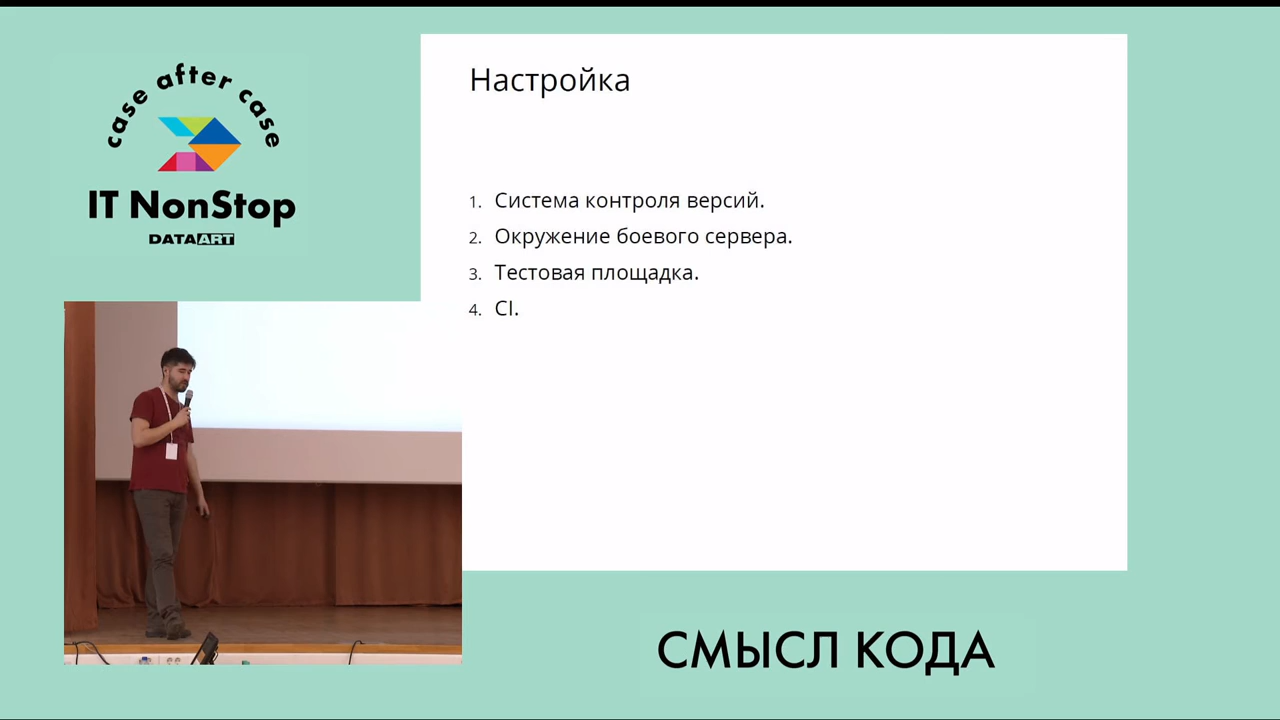 case after case
IT NonStop
DATAART
Настройка
1. Система контроля версий.
2. Окружение боевого сервера.
3. Тестовая площадка.
4. CI.
СМЫСЛ КОДА